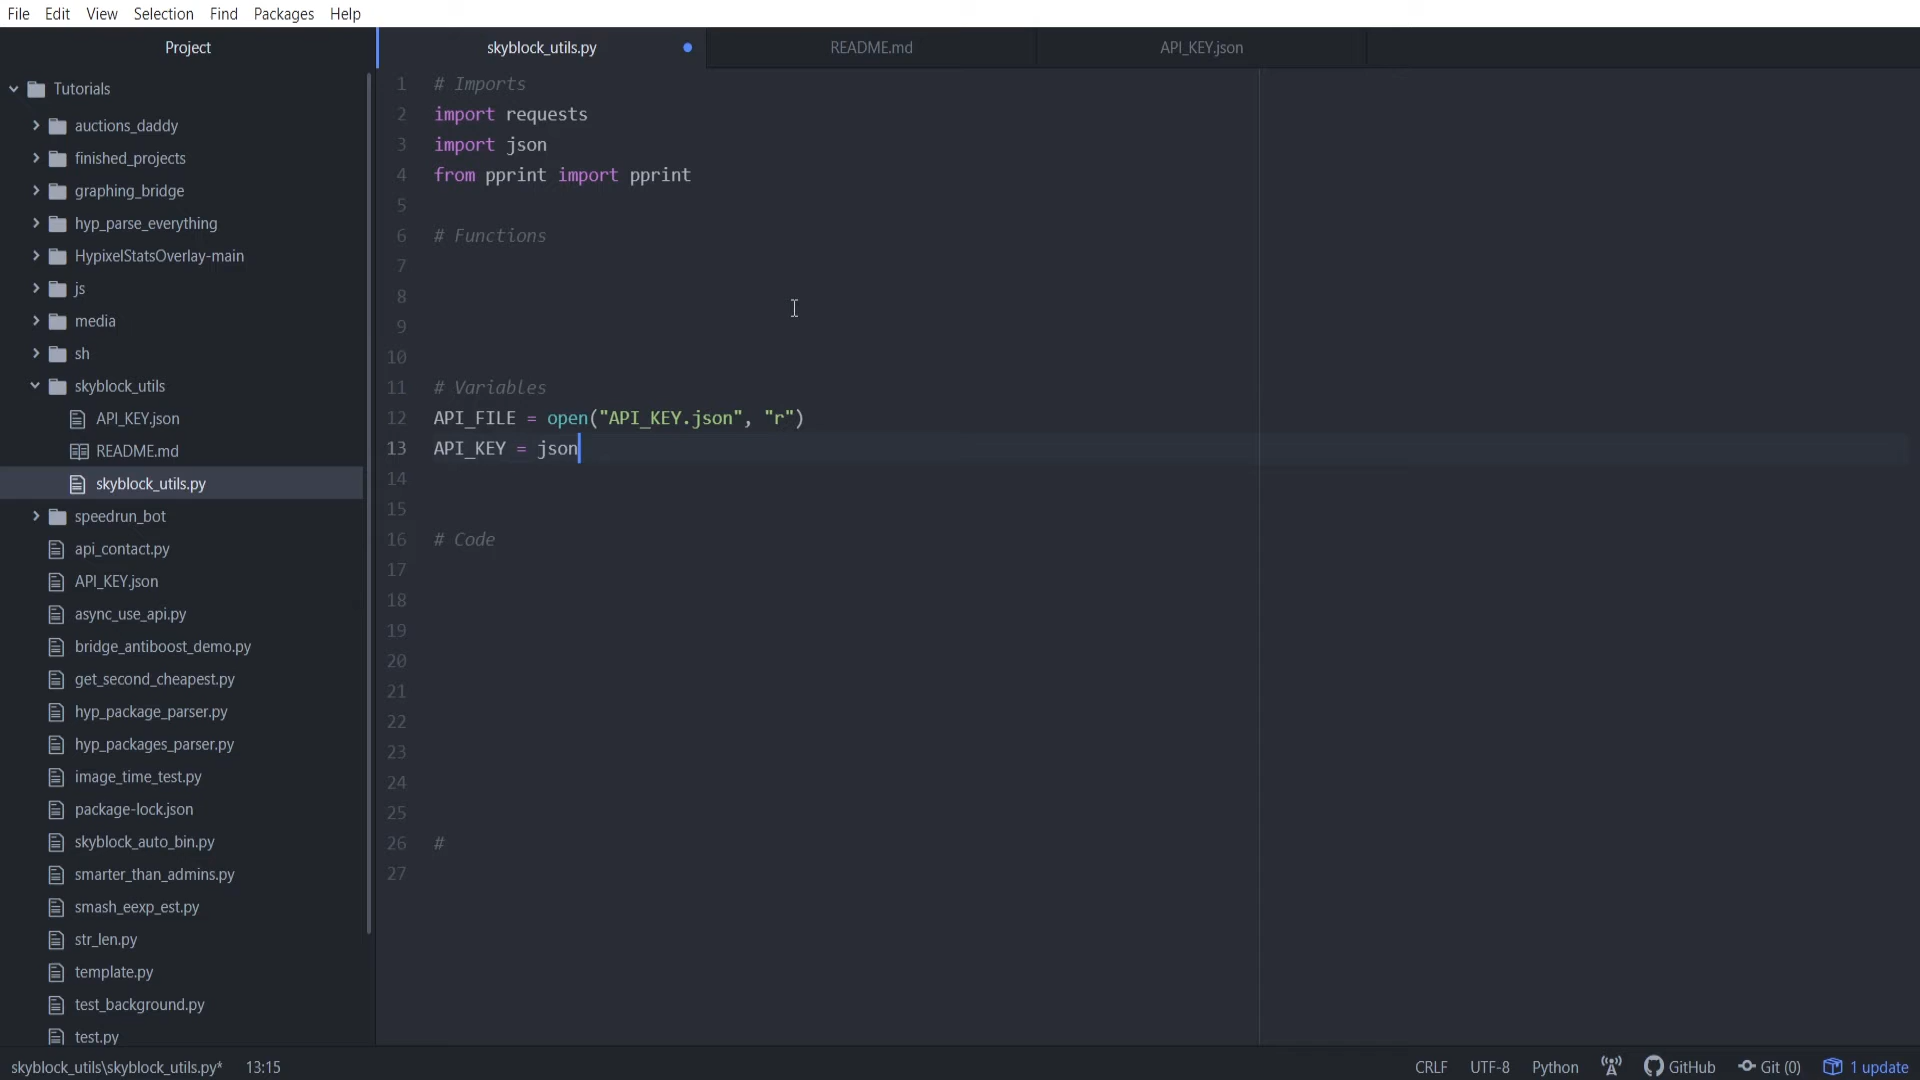 File Edit View Selection Find Packages Help
Project
Tutorials
auctions_daddy
finished_projects
graphing_bridge
hyp_parse_everything
HypixelStatsOverlay-main
js
media
sh
skyblock_utils
API_KEY.json
README.md
skyblock_utils.py
speedrun_bot
api_contact.py
API_KEY.json
async_use_api.py
bridge_antiboost_demo.py
get_second_cheapest.py
hyp_package_parser.py
hyp_packages_parser.py
image_time_test.py
package-lock.json
skyblock_auto_bin.py
smarter_than_admins.py
smash_eexp_est.py
str_len.py
template.py
test_background.py
test.py
skyblock_utils.py README.md API_KEY.json
1 # Imports
2 import requests
3 import json
4 from pprint import pprint
5
6 # Functions
7
8
9
10
11 # Variables
12 API_FILE = open("API_KEY.json", "r")
13 API_KEY = json
14
15
16 # Code
17
18
19
20
21
22
23
24
25
26 #
27
skyblock_utils\skyblock_utils.py* 13:15 CRLF UTF-8 Python GitHub Git (0) 1 update